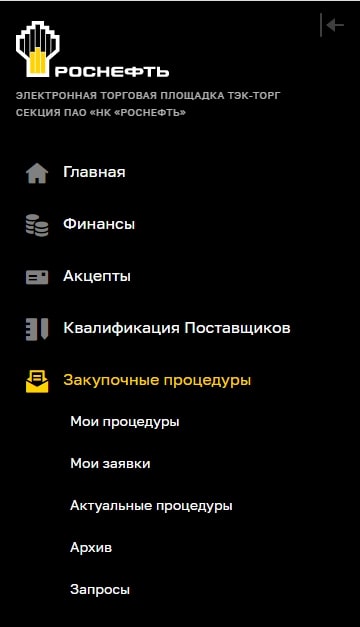 РОСНЕФТЬ
ЭЛЕКТРОННАЯ ТОРГОВАЯ ПЛОЩАДКА ТЭК-ТОРГ
СЕКЦИЯ ПАО «НК «РОСНЕФТЬ»
Главная
Финансы
Акцепты
Квалификация Поставщиков
Закупочные процедуры
Мои процедуры
Мои заявки
Актуальные процедуры
Архив
Запросы